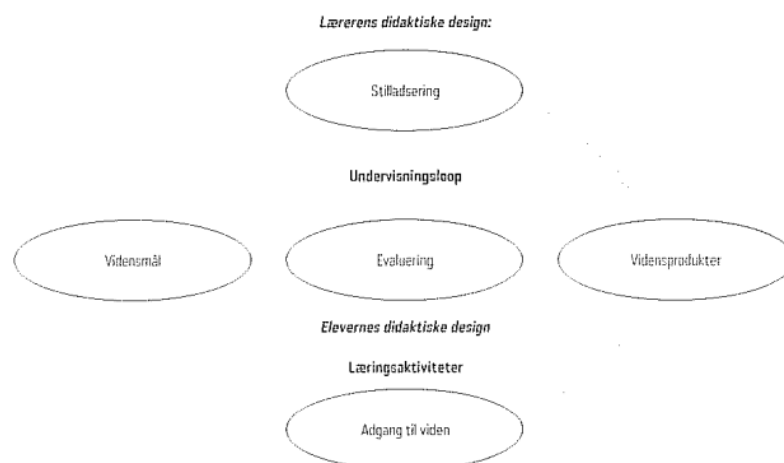 Lærerens didaktiske design:
Stilladsering
Undervisningsloop
Vidensmål
Evaluering
Vidensprodukter
Elevernes didaktiske design
Læringsaktiviteter
Adgang til viden